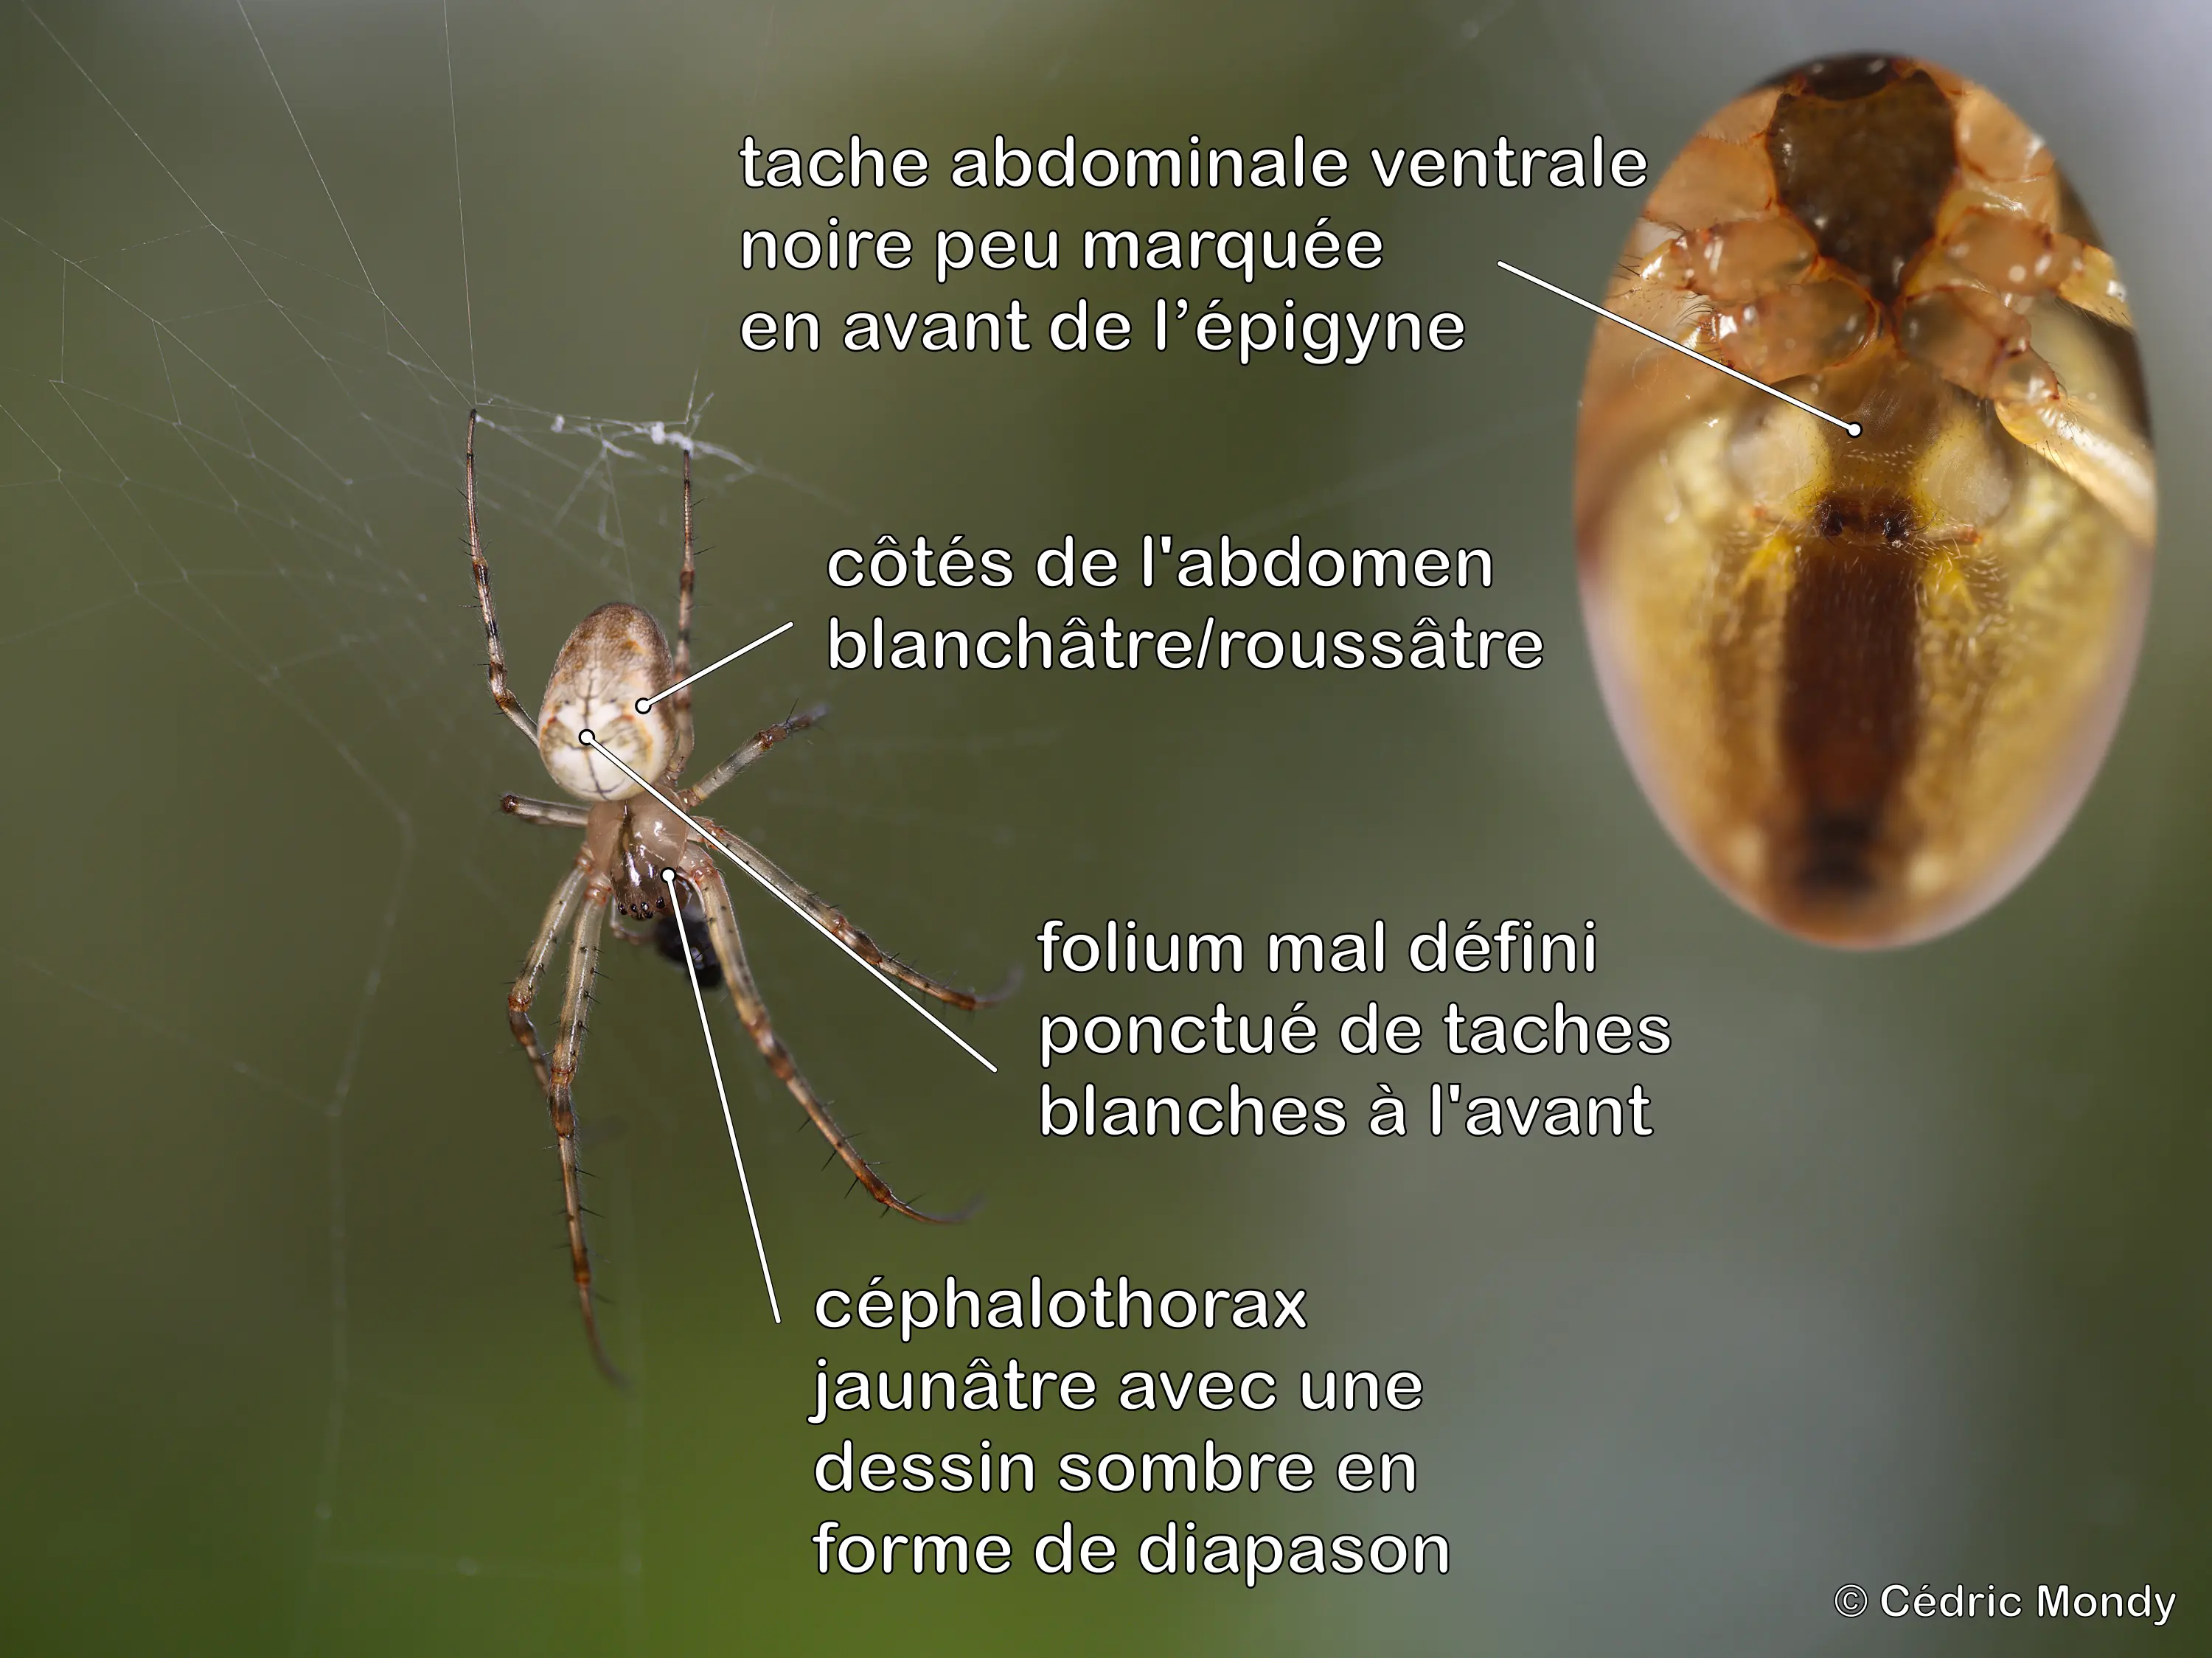 tache abdominale ventrale
noire peu marquée
en avant de l’épigyne
côtés de l'abdomen
blanchâtre/roussâtre
folium mal défini
ponctué de taches
blanches à l'avant
céphalothorax
jaunâtre avec une
dessin sombre en
forme de diapason
© Cédric Mondy